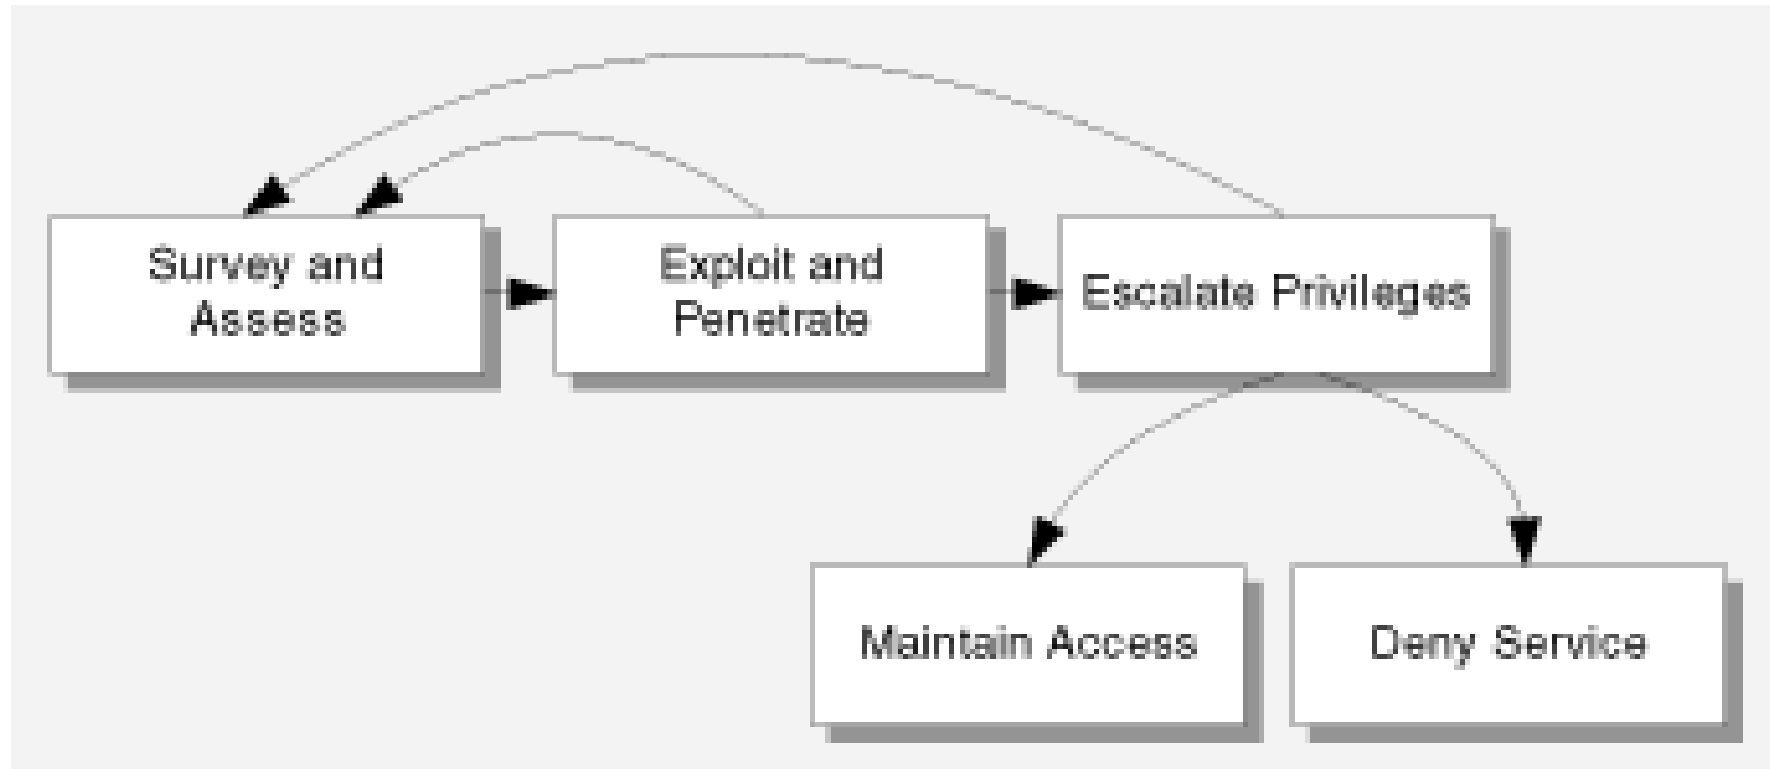 Survey and
Assess
Exploit and
Penetrate
Escalate Privileges
Maintain Access
Deny Service